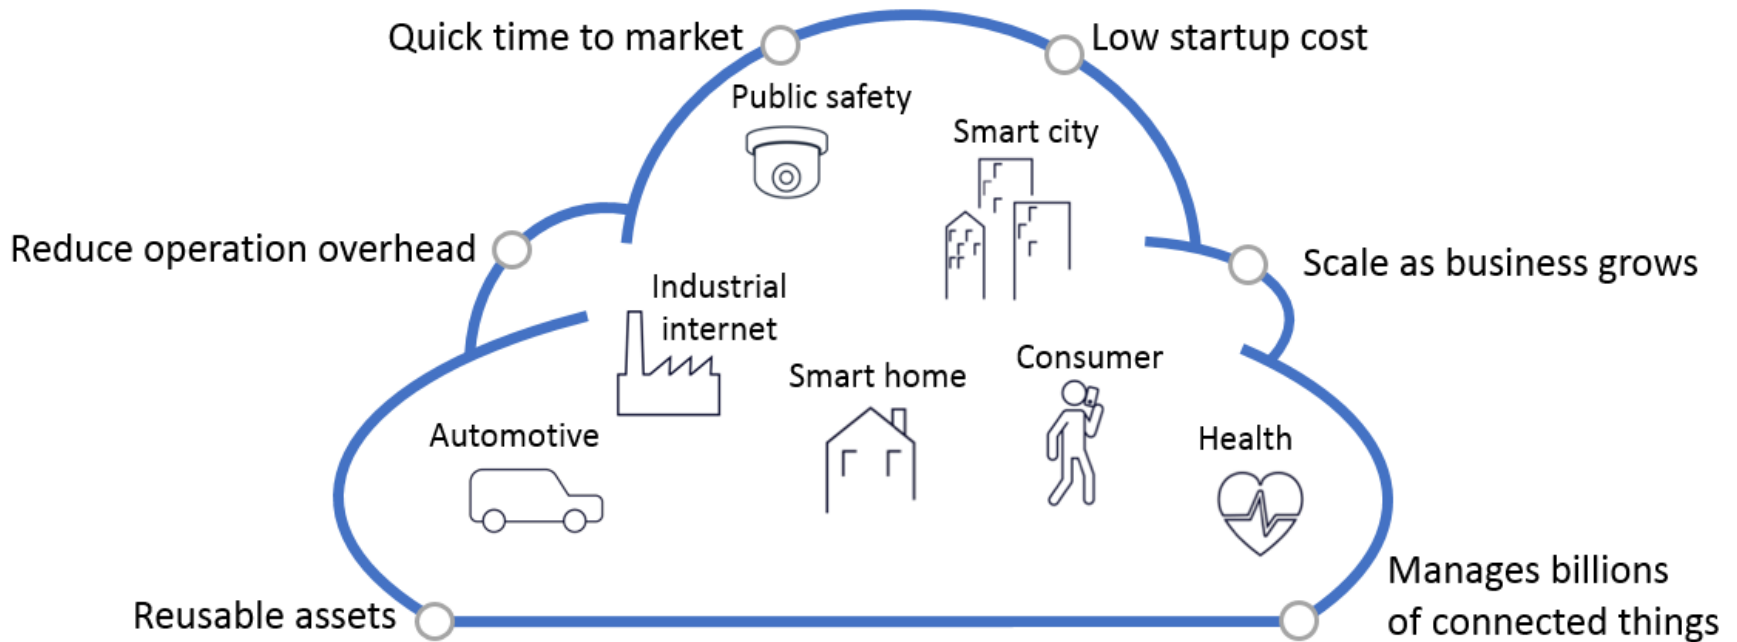 Quick time to market
Low startup cost
Public safety
Smart city
Reduce operation overhead
Scale as business grows
Industrial
internet
Smart home
Consumer
Automotive
Health
Reusable assets
Manages billions
of connected things